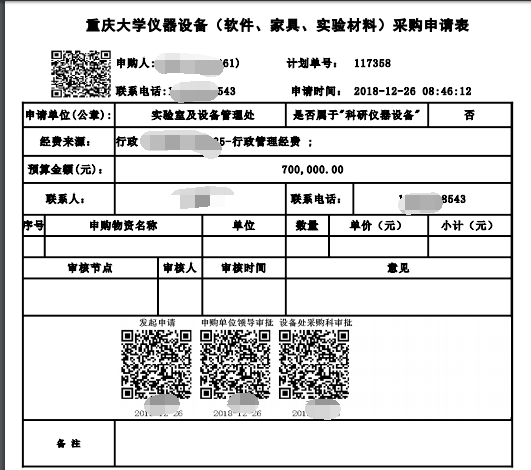 重庆大学仪器设备（软件、家具、实验材料）采购申请表
申购人: 61) 计划单号: 117358
联系电话:1 543 申请时间: 2018-12-26 08:46:12
申请单位(公章): 实验室及设备管理处 是否属于"科研仪器设备" 否
经费来源: 行政 5-行政管理经费 ;
预算金额(元): 700,000.00
联系人: 联系电话: 1 8543
序号 申购物资名称 单位 数量 单价（元） 小计（元）
审核节点 审核人 审核时间 意见
发起申请 申购单位领导审批 设备处采购科审批
2018-12-26 2018-12-26 201
备 注